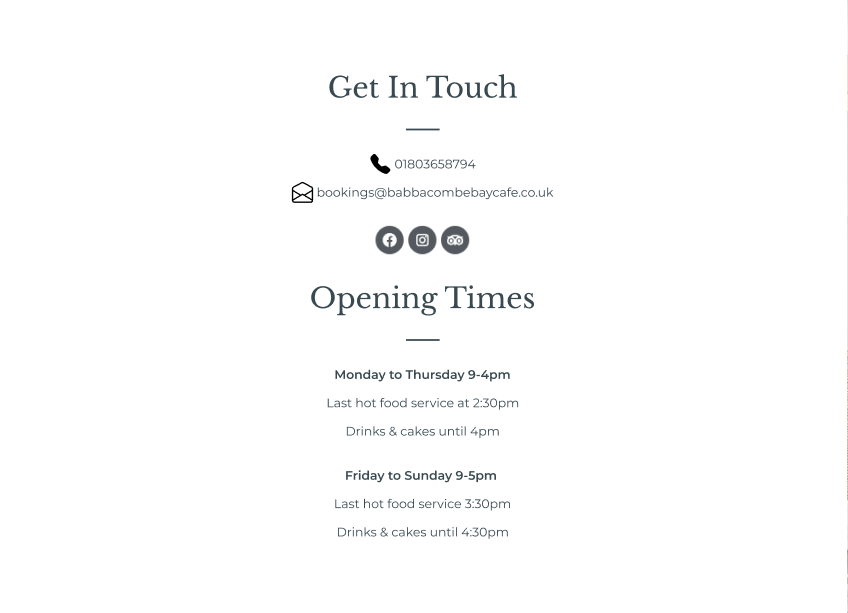 Get In Touch
01803658794
bookings@babbacombebaycafe.co.uk
Opening Times
Monday to Thursday 9-4pm
Last hot food service at 2:30pm
Drinks & cakes until 4pm
Friday to Sunday 9-5pm
Last hot food service 3:30pm
Drinks & cakes until 4:30pm